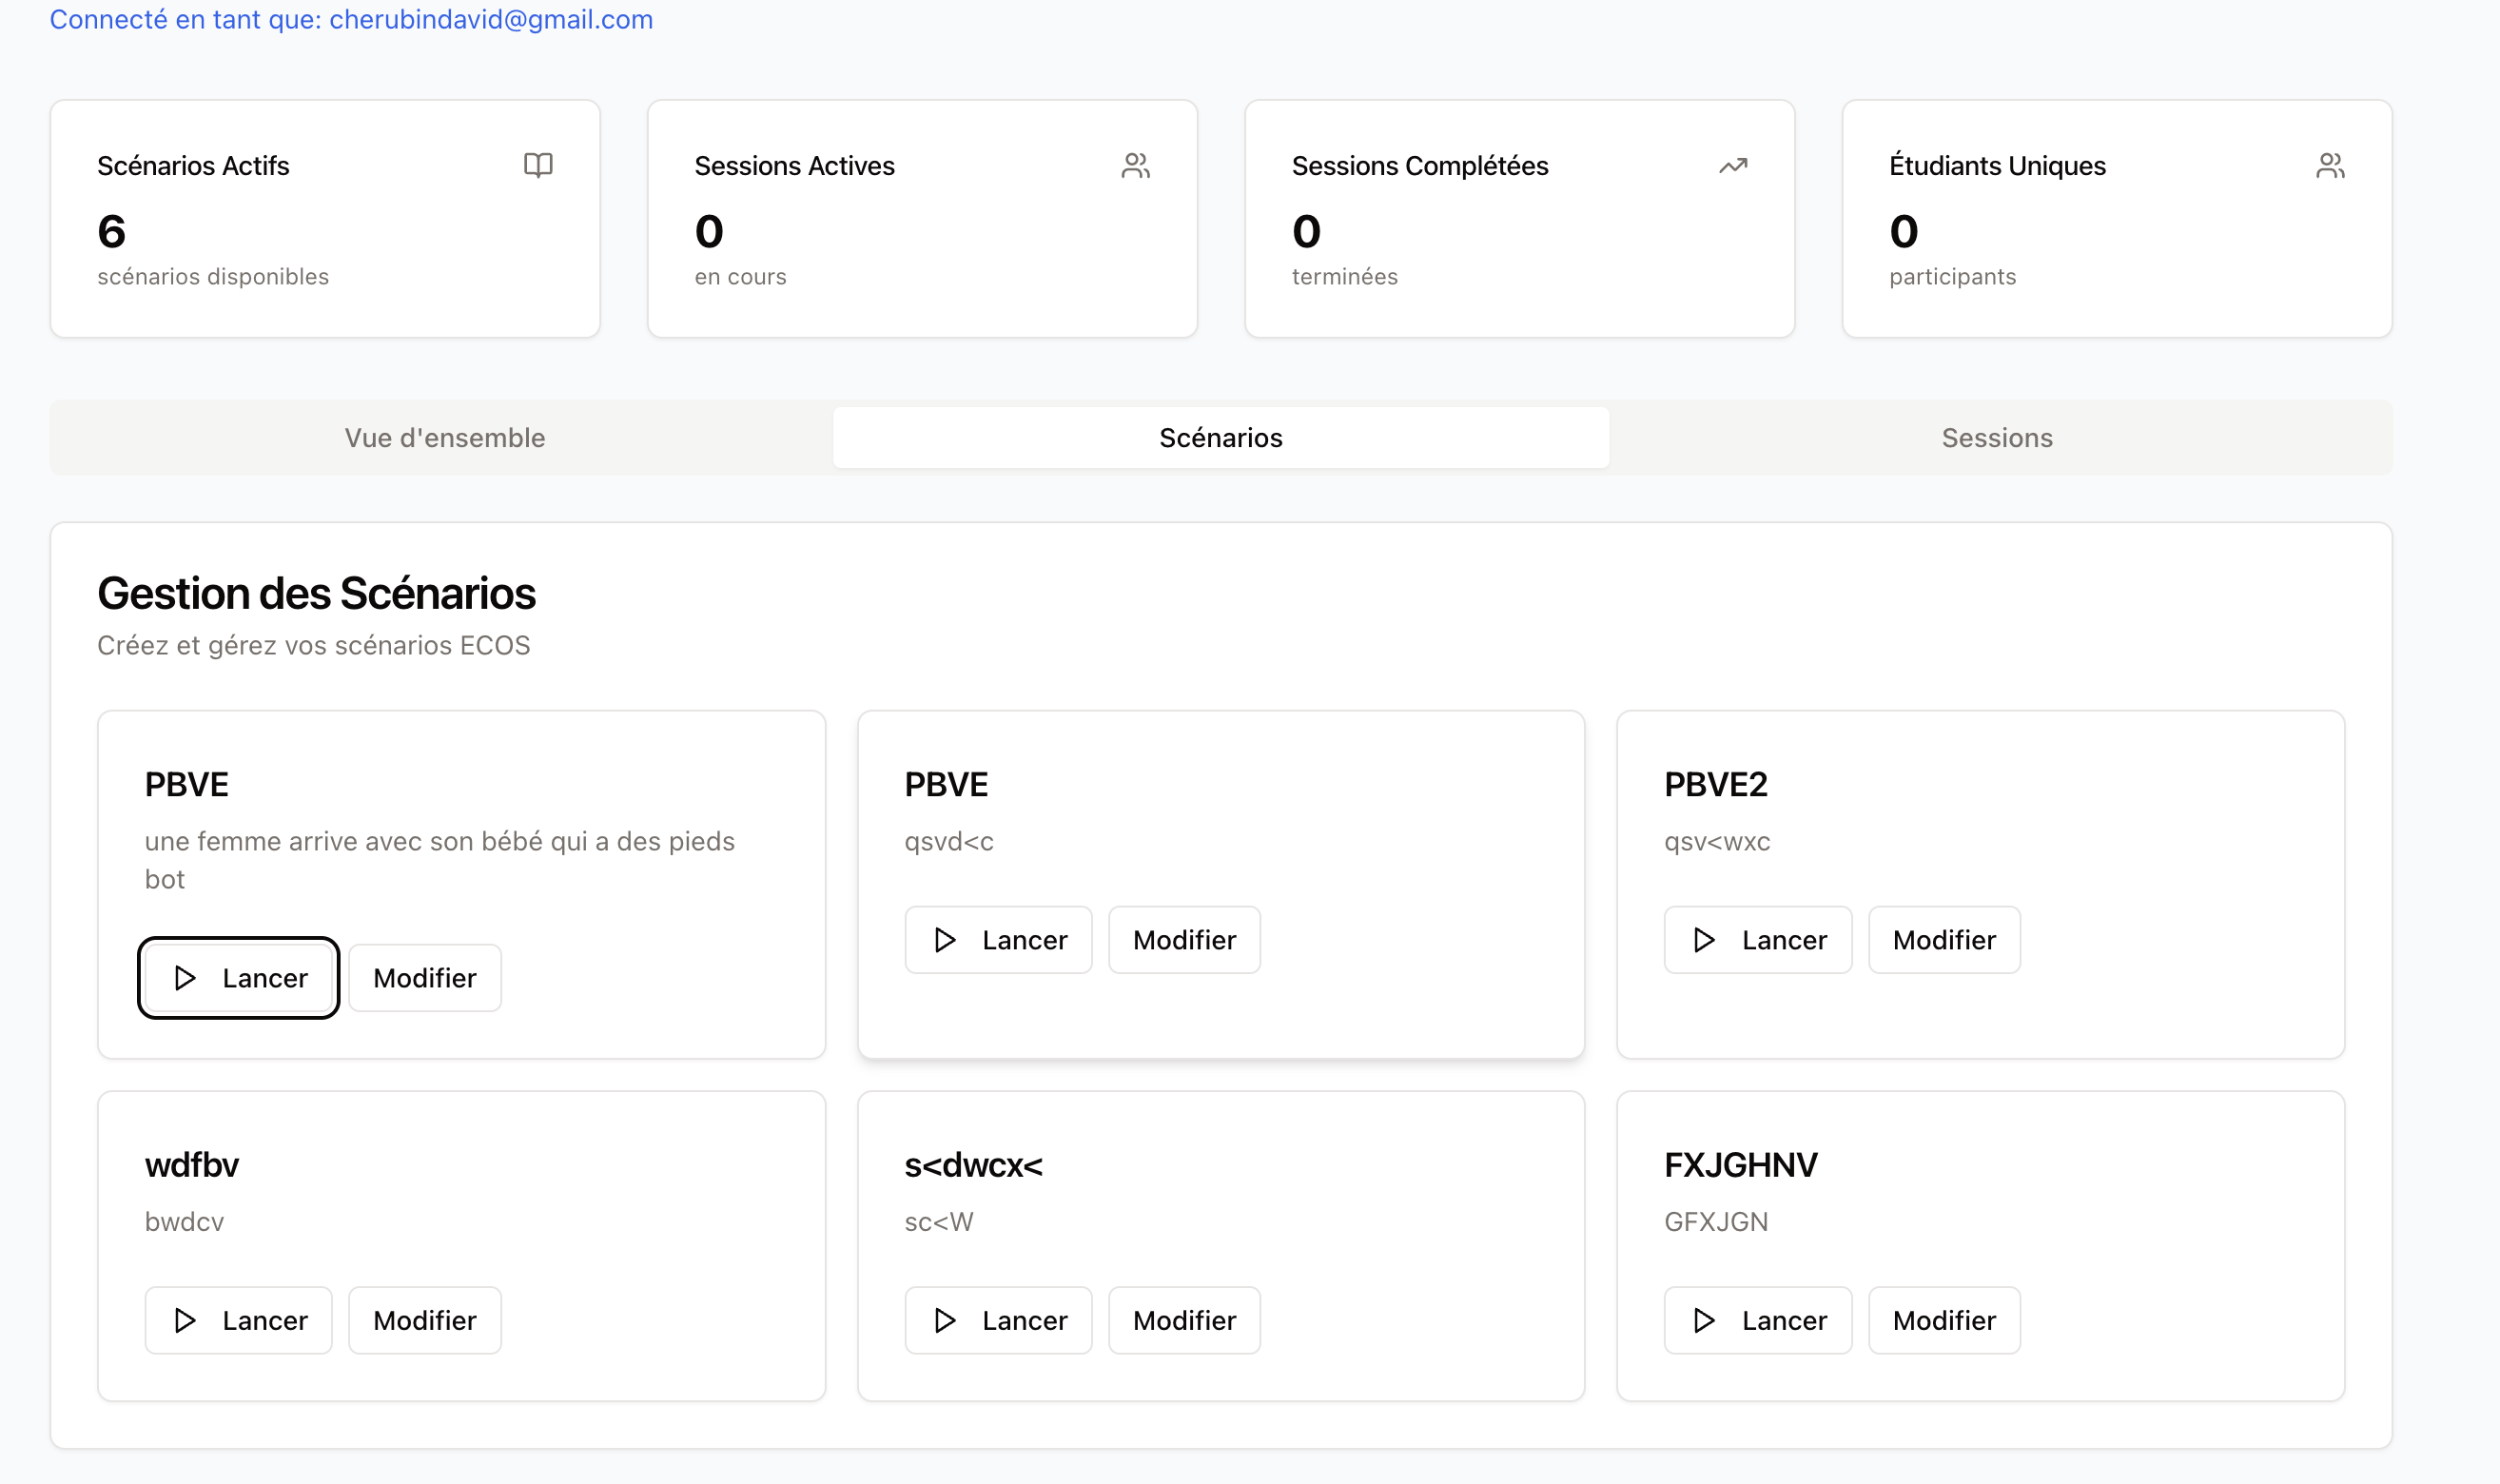 Connecté en tant que: cherubindavid@gmail.com
Scénarios Actifs
6
scénarios disponibles
Sessions Actives
0
en cours
Sessions Complétées
0
terminées
Étudiants Uniques
0
participants
Vue d'ensemble
Scénarios
Sessions
Gestion des Scénarios
Créez et gérez vos scénarios ECOS
PBVE
une femme arrive avec son bébé qui a des pieds
bot
Lancer
Modifier
PBVE
qsvd<c
Lancer
Modifier
PBVE2
qsv<wxc
Lancer
Modifier
wdfbv
bwdcv
Lancer
Modifier
s<dwcx<
sc<W
Lancer
Modifier
FXJGHNV
GFXJGN
Lancer
Modifier